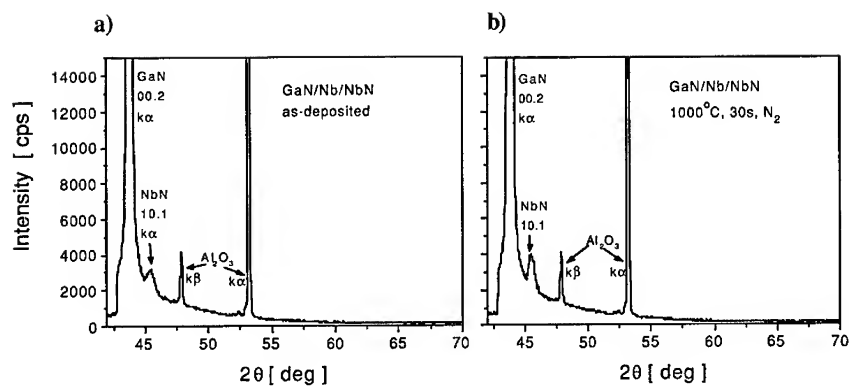 a)
GaN
00.2
kα
GaN/Nb/NbN
as-deposited
NbN
10.1
kα
Al₂O₃
kβ
kα
14000
12000
10000
8000
6000
4000
2000
0
Intensity [ cps]
45
50
55
60
65
70
2θ [ deg ]
b)
GaN
00.2
kα
GaN/Nb/NbN
1000°C, 30s, N₂
NbN
10.1
Al₂O₃
kβ
kα
45
50
55
60
65
70
2θ [ deg ]